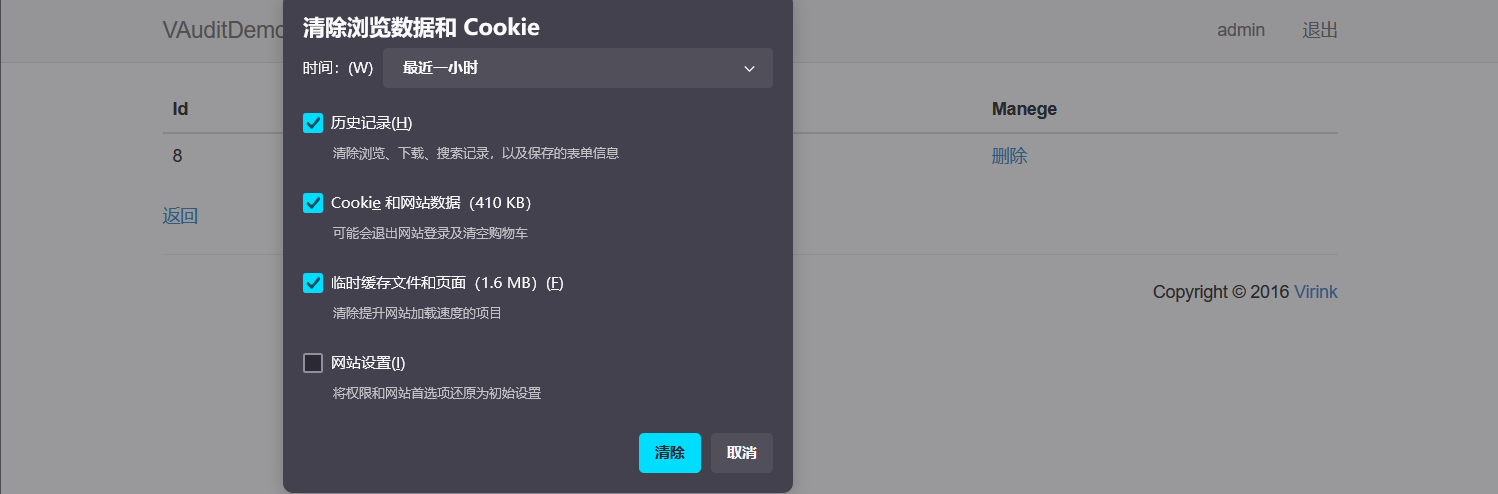 VAuditDemo
admin 退出
清除浏览数据和 Cookie
时间：(W) 最近一小时
历史记录(H)
清除浏览、下载、搜索记录，以及保存的表单信息
Cookie 和网站数据（410 KB）
可能会退出网站登录及清空购物车
临时缓存文件和页面（1.6 MB）(F)
清除提升网站加载速度的项目
网站设置(I)
将权限和网站首选项还原为初始设置
清除 取消
Id Manege
8 删除
返回
Copyright © 2016 Virink